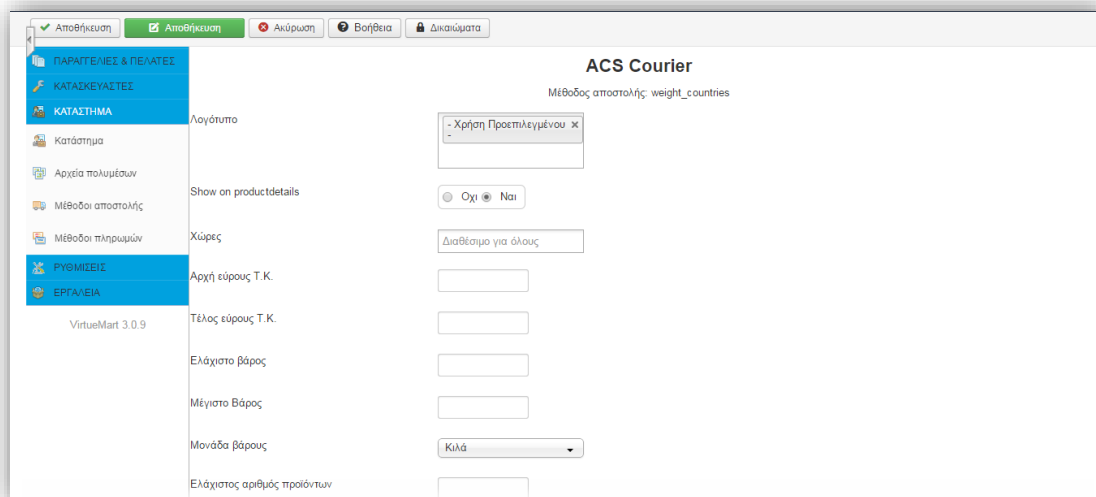 Αποθήκευση Αποθήκευση Ακύρωση Βοήθεια Δικαιώματα
ΠΑΡΑΓΓΕΛΙΕΣ & ΠΕΛΑΤΕΣ
ΚΑΤΑΣΚΕΥΑΣΤΕΣ
ΚΑΤΑΣΤΗΜΑ
Κατάστημα
Αρχεία πολυμέσων
Μέθοδοι αποστολής
Μέθοδοι πληρωμών
ΡΥΘΜΙΣΕΙΣ
ΕΡΓΑΛΕΙΑ
VirtueMart 3.0.9
ACS Courier
Μέθοδος αποστολής: weight_countries
Λογότυπο
- Χρήση Προεπιλεγμένου
-
Show on productdetails
Οχι Ναι
Χώρες
Διαθέσιμο για όλους
Αρχή εύρους Τ.Κ.
Τέλος εύρους Τ.Κ.
Ελάχιστο βάρος
Μέγιστο Βάρος
Μονάδα βάρους
Κιλά
Ελάχιστος αριθμός προϊόντων